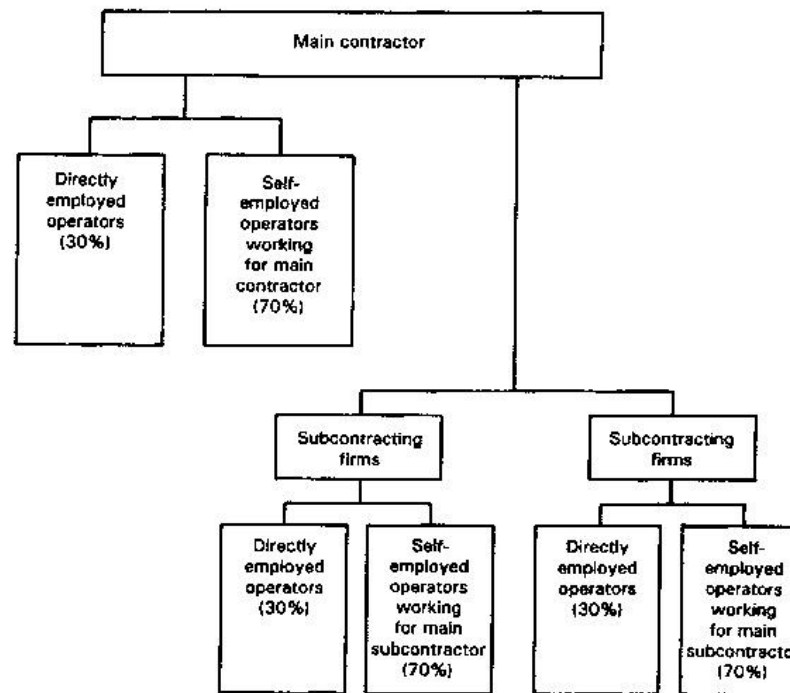 Main contractor
Directly
employed
operators
(30%)
Self-
employed
operators
working
for main
contractor
(70%)
Subcontracting
firms
Subcontracting
firms
Directly
employed
operators
(30%)
Self-
employed
operators
working
for main
subcontractor
(70%)
Directly
employed
operators
(30%)
Self-
employed
operators
working
for main
subcontracto
(70%)